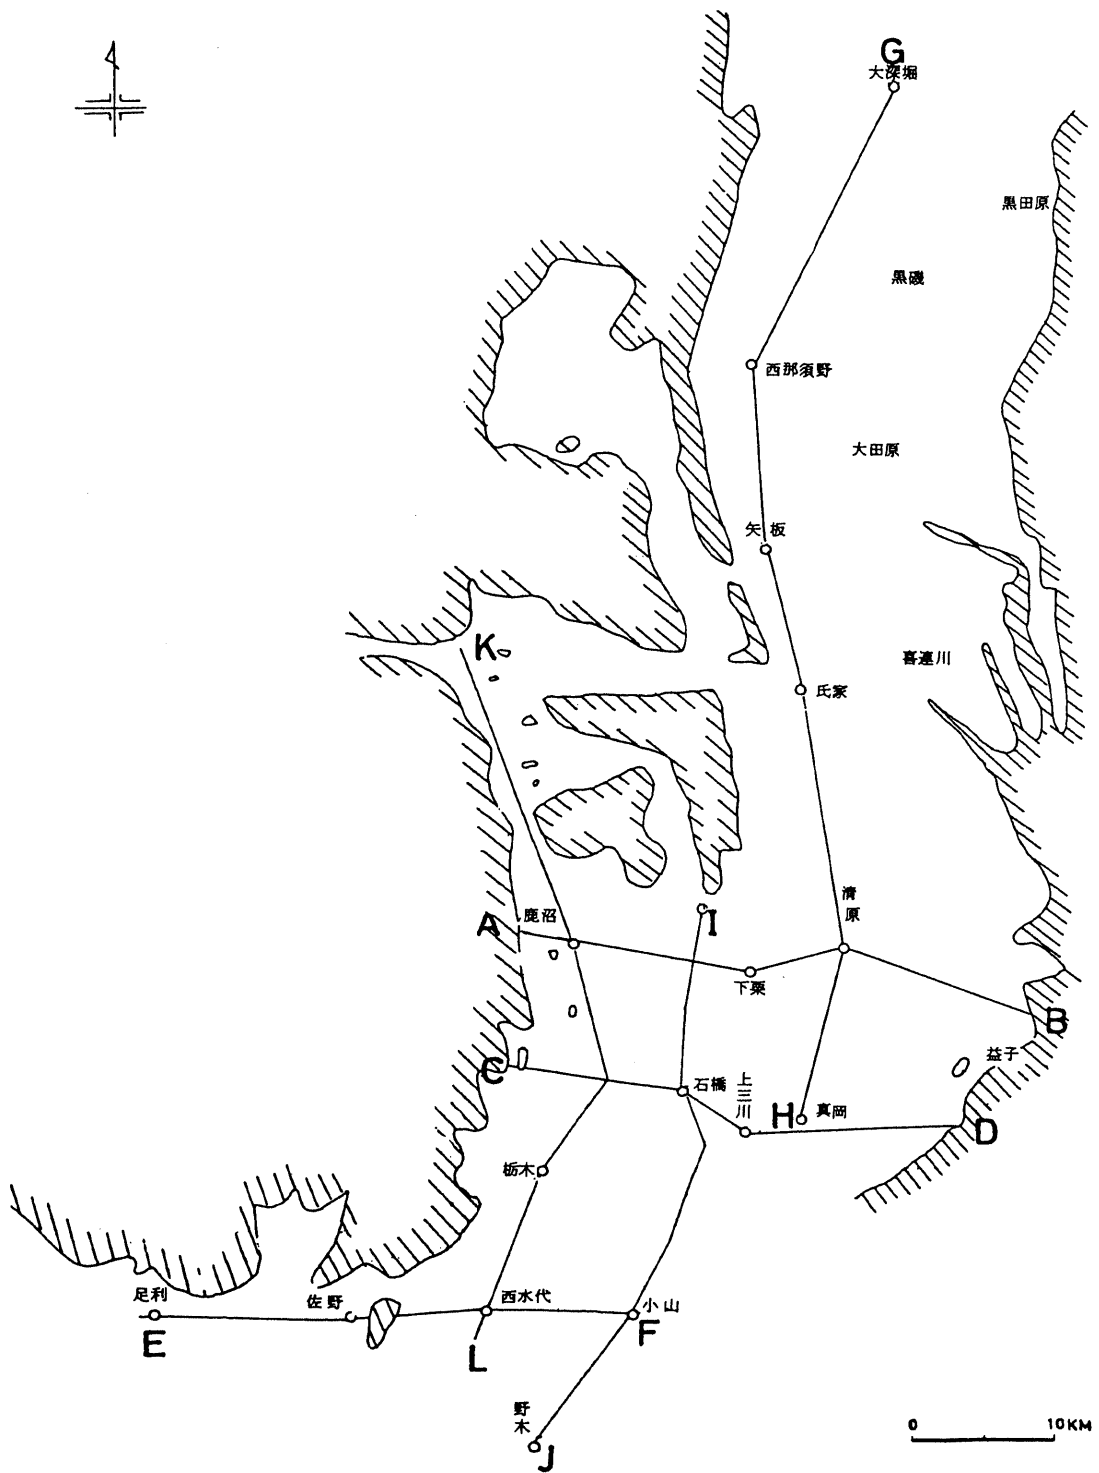 G
大深堀
黒田原
黒磯
西那須野
大田原
矢板
喜連川
K
氏家
清原
A
鹿沼
I
下栗
B
益子
C
石橋
上三川
H
真岡
D
栃木
足利
佐野
西水代
小山
E
F
L
野木
J
0
10KM